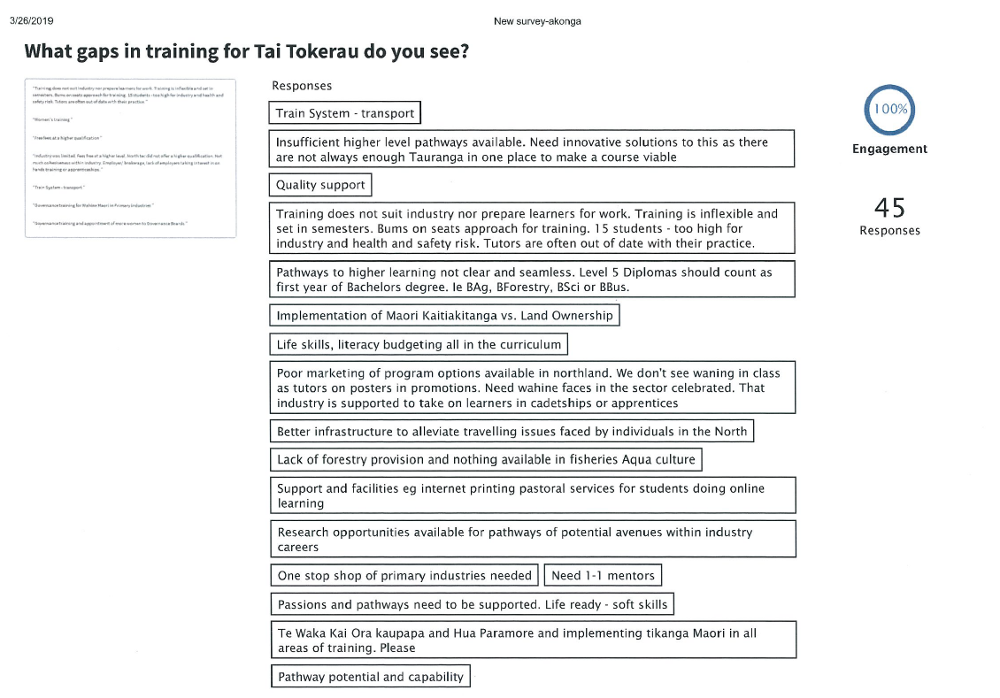 3/26/2019
New survey-akonga
What gaps in training for Tai Tokerau do you see?
"Training does not suit industry nor prepare learners for work. Training is inflexible and set in
semesters. Bums on seats approach for training. 15 students - too high for industry and health and
safety risk. Tutors are often out of date with their practice."
"Women's training"
"Free fees at a higher qualification"
"Industry was limited. Fees free at a higher level. North tec did not offer a higher qualification. Not
much cohesiveness within industry. Employer/ brokerage, lack of employers taking interest in on
hands training or apprenticeships."
"Train System - transport"
"Governance training for Wahine Maori in Primary Industries"
"Governance training and appointment of more women to Governance Boards"
Responses
Train System - transport
Insufficient higher level pathways available. Need innovative solutions to this as there
are not always enough Tauranga in one place to make a course viable
Quality support
Training does not suit industry nor prepare learners for work. Training is inflexible and
set in semesters. Bums on seats approach for training. 15 students - too high for
industry and health and safety risk. Tutors are often out of date with their practice.
Pathways to higher learning not clear and seamless. Level 5 Diplomas should count as
first year of Bachelors degree. Ie BAg, BForestry, BSci or BBus.
Implementation of Maori Kaitiakitanga vs. Land Ownership
Life skills, literacy budgeting all in the curriculum
Poor marketing of program options available in northland. We don't see waning in class
as tutors on posters in promotions. Need wahine faces in the sector celebrated. That
industry is supported to take on learners in cadetships or apprentices
Better infrastructure to alleviate travelling issues faced by individuals in the North
Lack of forestry provision and nothing available in fisheries Aqua culture
Support and facilities eg internet printing pastoral services for students doing online
learning
Research opportunities available for pathways of potential avenues within industry
careers
One stop shop of primary industries needed
Need 1-1 mentors
Passions and pathways need to be supported. Life ready - soft skills
Te Waka Kai Ora kaupapa and Hua Paramore and implementing tikanga Maori in all
areas of training. Please
Pathway potential and capability
100%
Engagement
45
Responses